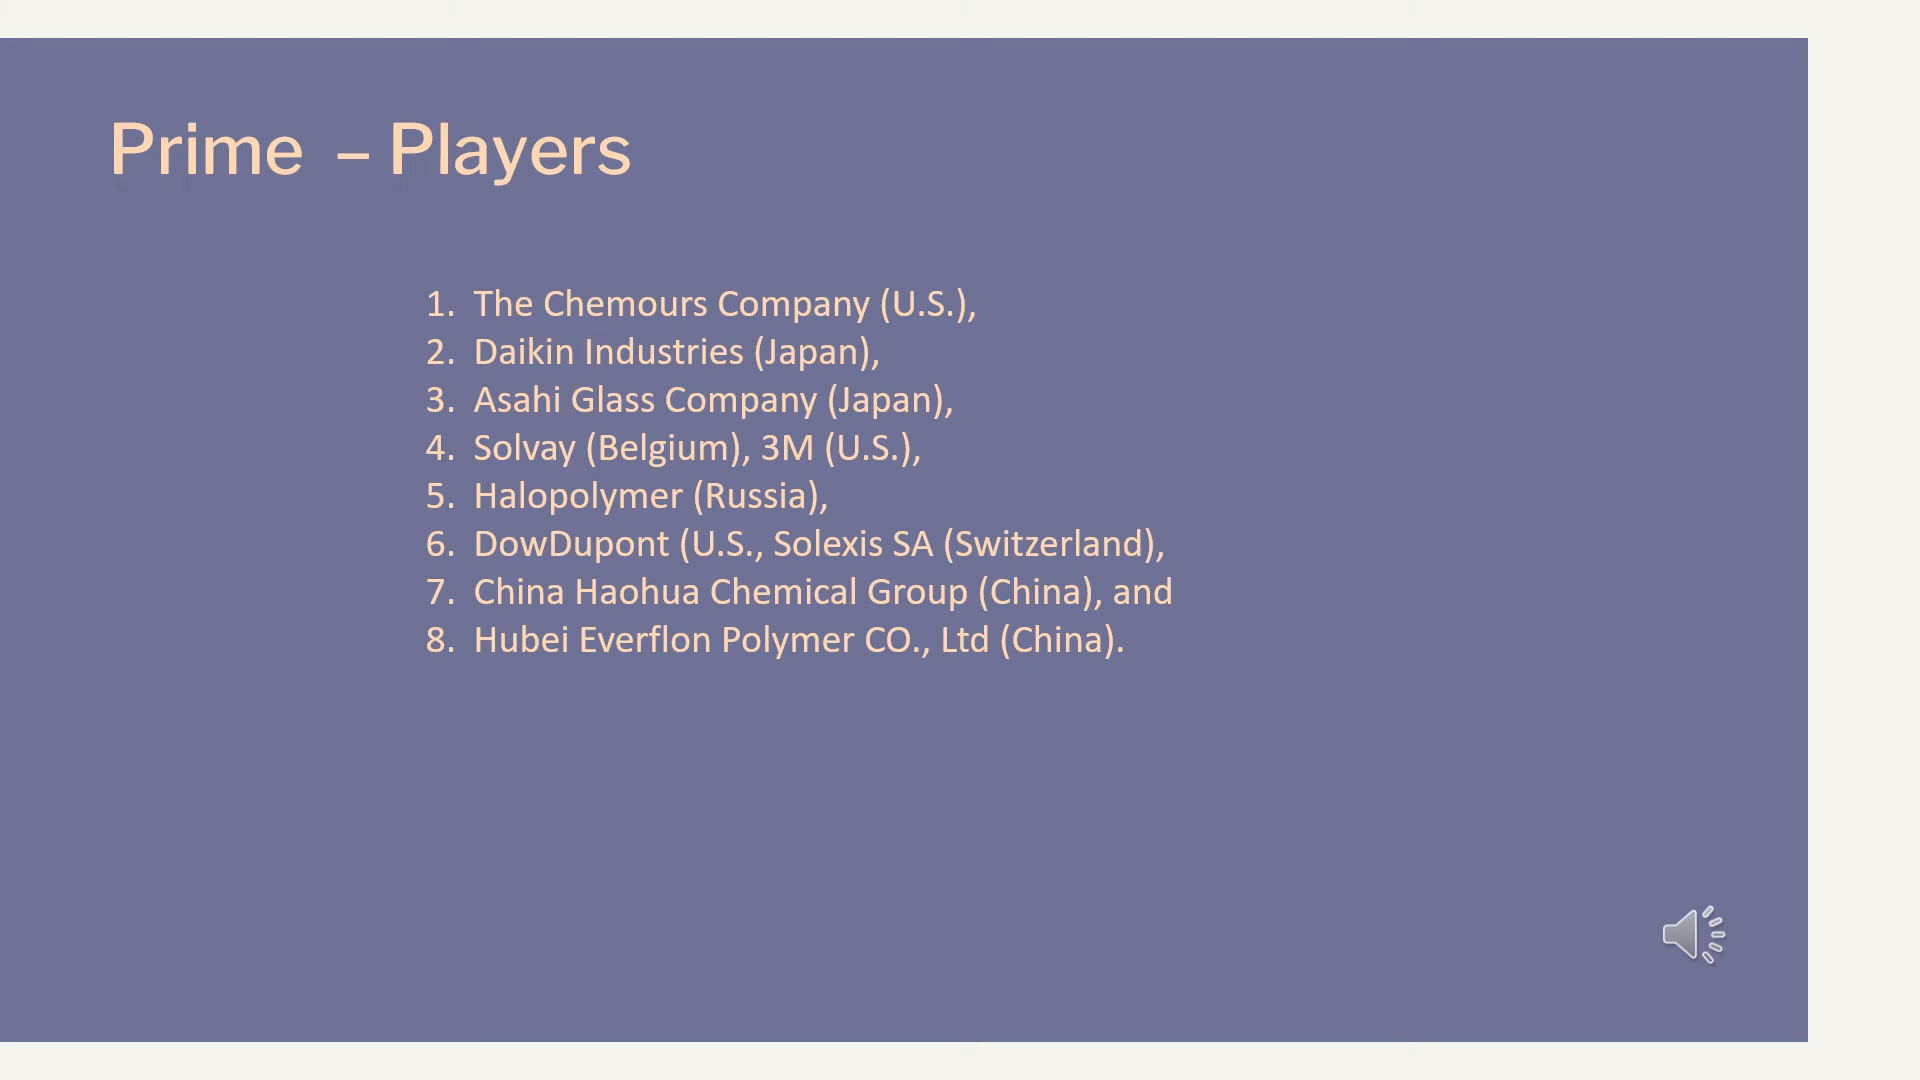 Prime – Players
1. The Chemours Company (U.S.),
2. Daikin Industries (Japan),
3. Asahi Glass Company (Japan),
4. Solvay (Belgium), 3M (U.S.),
5. Halopolymer (Russia),
6. DowDupont (U.S., Solexis SA (Switzerland),
7. China Haohua Chemical Group (China), and
8. Hubei Everflon Polymer CO., Ltd (China).